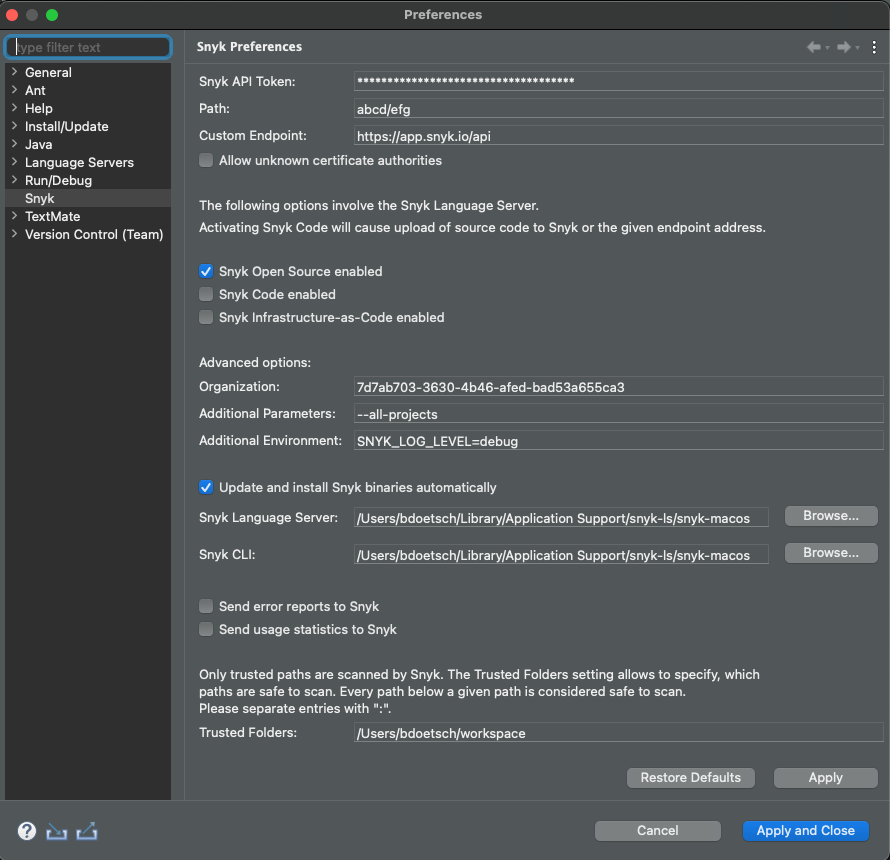 Preferences
type filter text
General
Ant
Help
Install/Update
Java
Language Servers
Run/Debug
Snyk
TextMate
Version Control (Team)
Snyk Preferences
Snyk API Token: *************************************
Path: abcd/efg
Custom Endpoint: https://app.snyk.io/api
Allow unknown certificate authorities
The following options involve the Snyk Language Server.
Activating Snyk Code will cause upload of source code to Snyk or the given endpoint address.
Snyk Open Source enabled
Snyk Code enabled
Snyk Infrastructure-as-Code enabled
Advanced options:
Organization: 7d7ab703-3630-4b46-afed-bad53a655ca3
Additional Parameters: --all-projects
Additional Environment: SNYK_LOG_LEVEL=debug
Update and install Snyk binaries automatically
Snyk Language Server: /Users/bdoetsch/Library/Application Support/snyk-ls/snyk-macos Browse...
Snyk CLI: /Users/bdoetsch/Library/Application Support/snyk-ls/snyk-macos Browse...
Send error reports to Snyk
Send usage statistics to Snyk
Only trusted paths are scanned by Snyk. The Trusted Folders setting allows to specify, which
paths are safe to scan. Every path below a given path is considered safe to scan.
Please separate entries with ":".
Trusted Folders: /Users/bdoetsch/workspace
Restore Defaults Apply
? Cancel Apply and Close